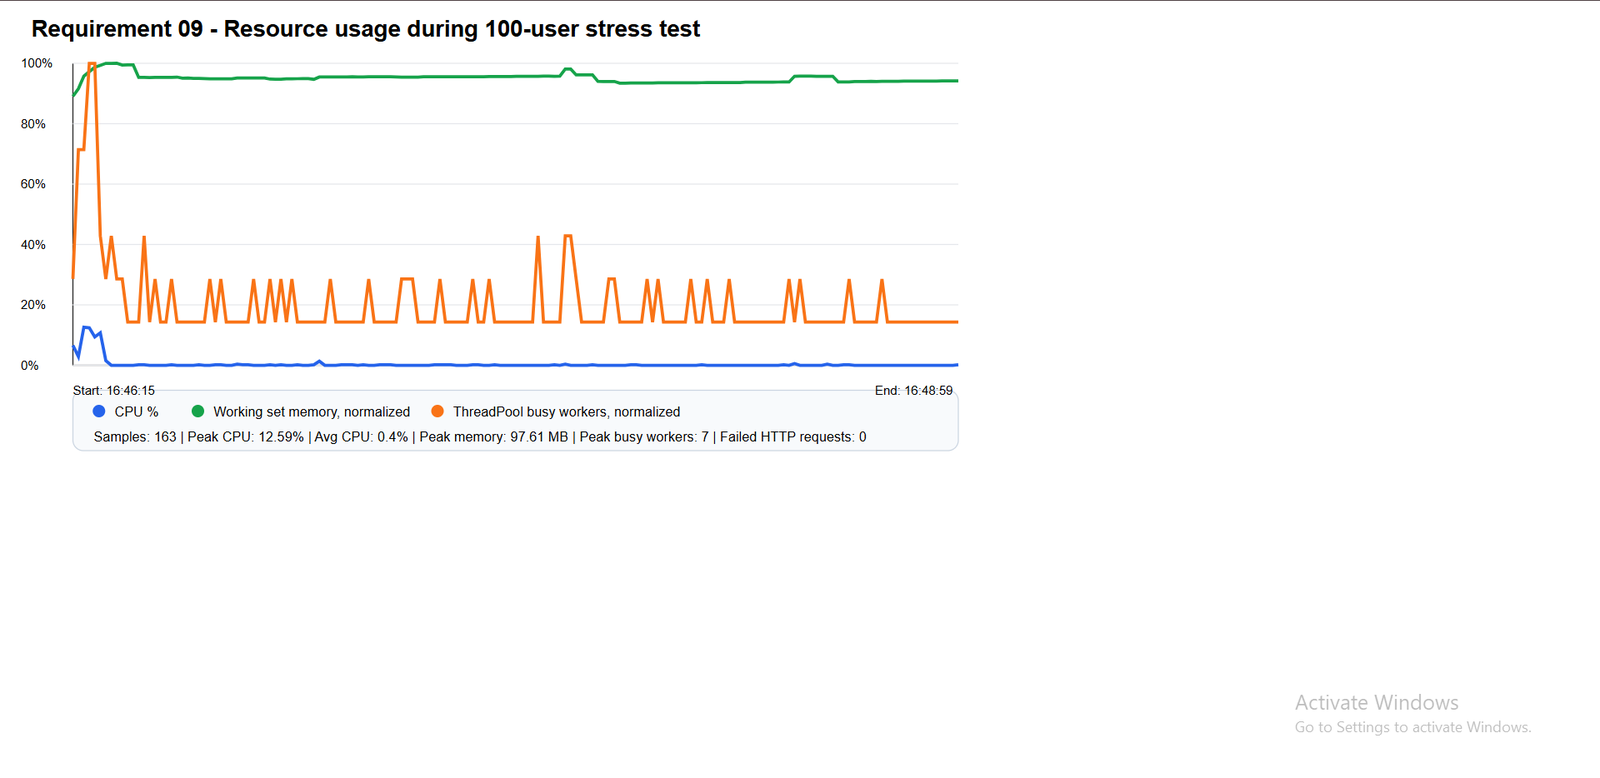 Requirement 09 - Resource usage during 100-user stress test
100%
80%
60%
40%
20%
0%
Start: 16:46:15 End: 16:48:59
CPU % Working set memory, normalized ThreadPool busy workers, normalized
Samples: 163 | Peak CPU: 12.59% | Avg CPU: 0.4% | Peak memory: 97.61 MB | Peak busy workers: 7 | Failed HTTP requests: 0
Activate Windows
Go to Settings to activate Windows.